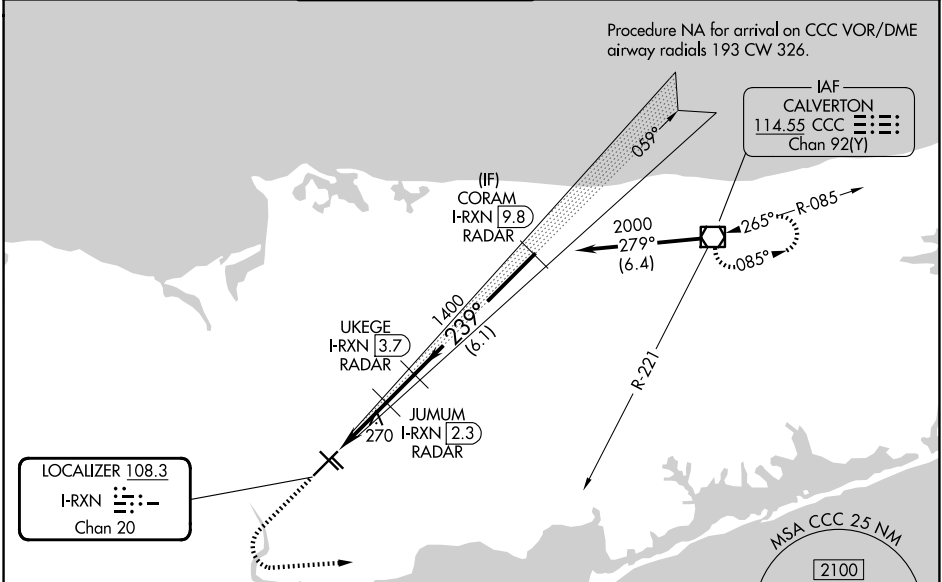 Procedure NA for arrival on CCC VOR/DME
airway radials 193 CW 326.
IAF
CALVERTON
114.55 CCC
Chan 92(Y)
059°
(IF)
CORAM
I-RXN 9.8
RADAR
2000
279°
(6.4)
265°
R-085
085°
1400
239°
(6.1)
UKEGE
I-RXN 3.7
RADAR
R-221
JUMUM
I-RXN 2.3
RADAR
270
LOCALIZER 108.3
I-RXN
Chan 20
MSA CCC 25 NM
2100